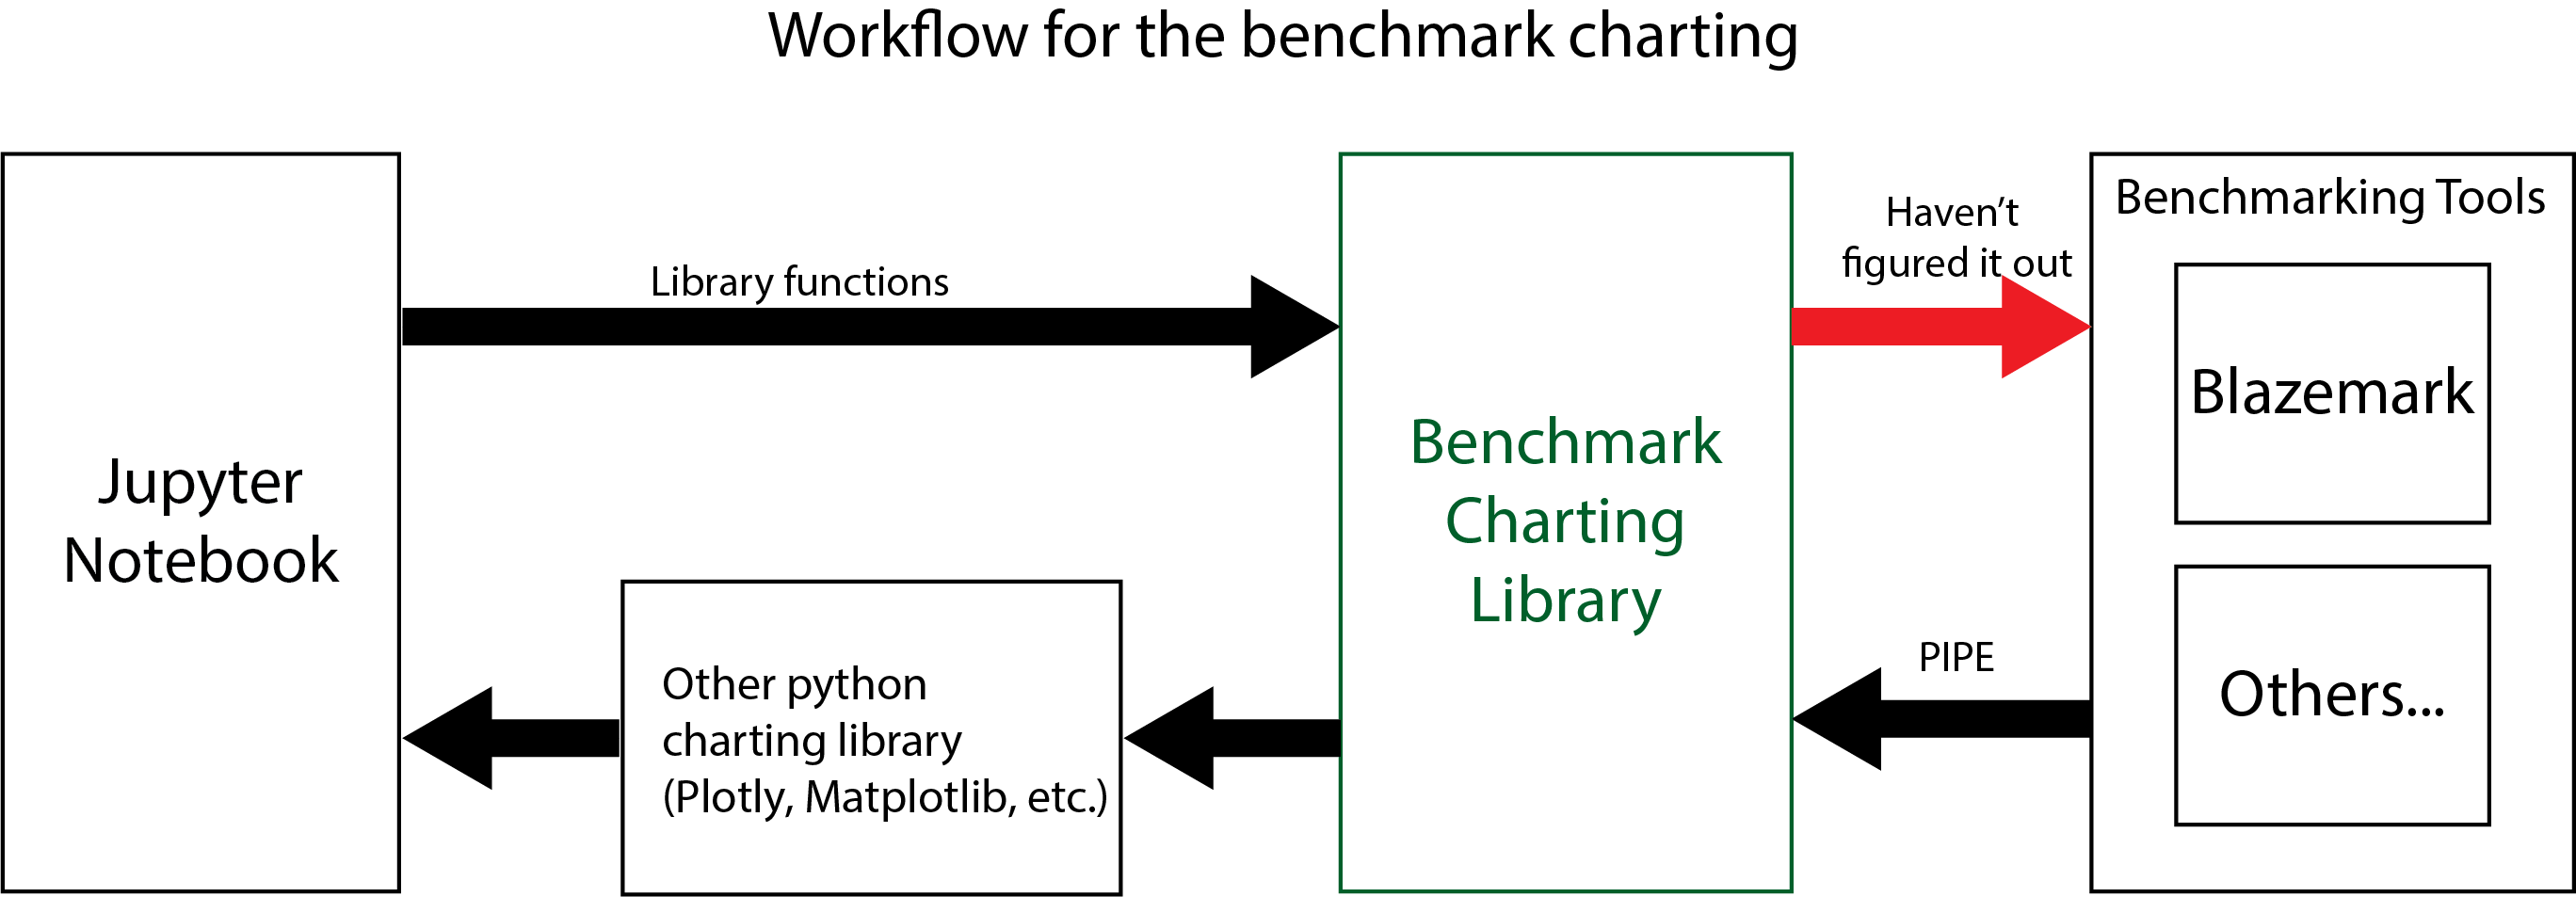 Workflow for the benchmark charting
Jupyter
Notebook
Library functions
Other python
charting library
(Plotly, Matplotlib, etc.)
Benchmark
Charting
Library
Haven’t
figured it out
PIPE
Benchmarking Tools
Blazemark
Others...